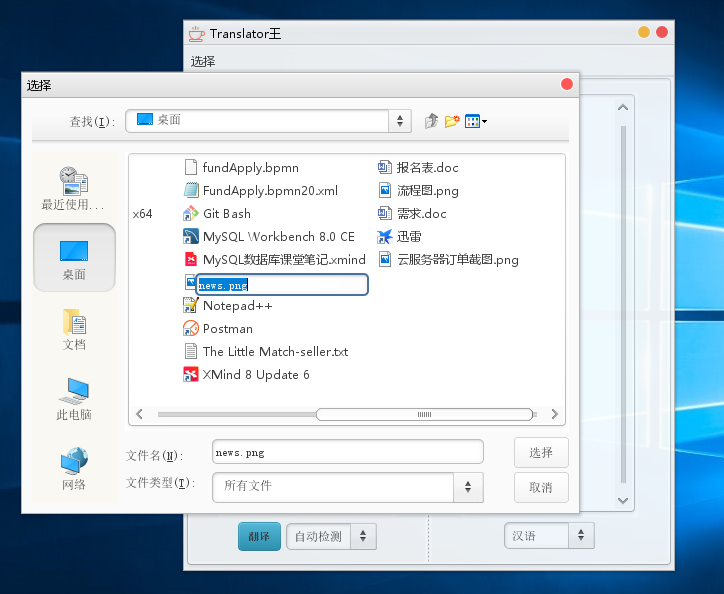 Translator王
选择
选择
查找(I):
桌面
最近使用...
桌面
文档
此电脑
网络
x64
fundApply.bpmn
FundApply.bpmn20.xml
Git Bash
MySQL Workbench 8.0 CE
MySQL数据库课堂笔记.xmind
news.png
Notepad++
Postman
The Little Match-seller.txt
XMind 8 Update 6
报名表.doc
流程图.png
需求.doc
迅雷
云服务器订单截图.png
文件名(N):
news.png
选择
文件类型(T):
所有文件
取消
翻译
自动检测
汉语